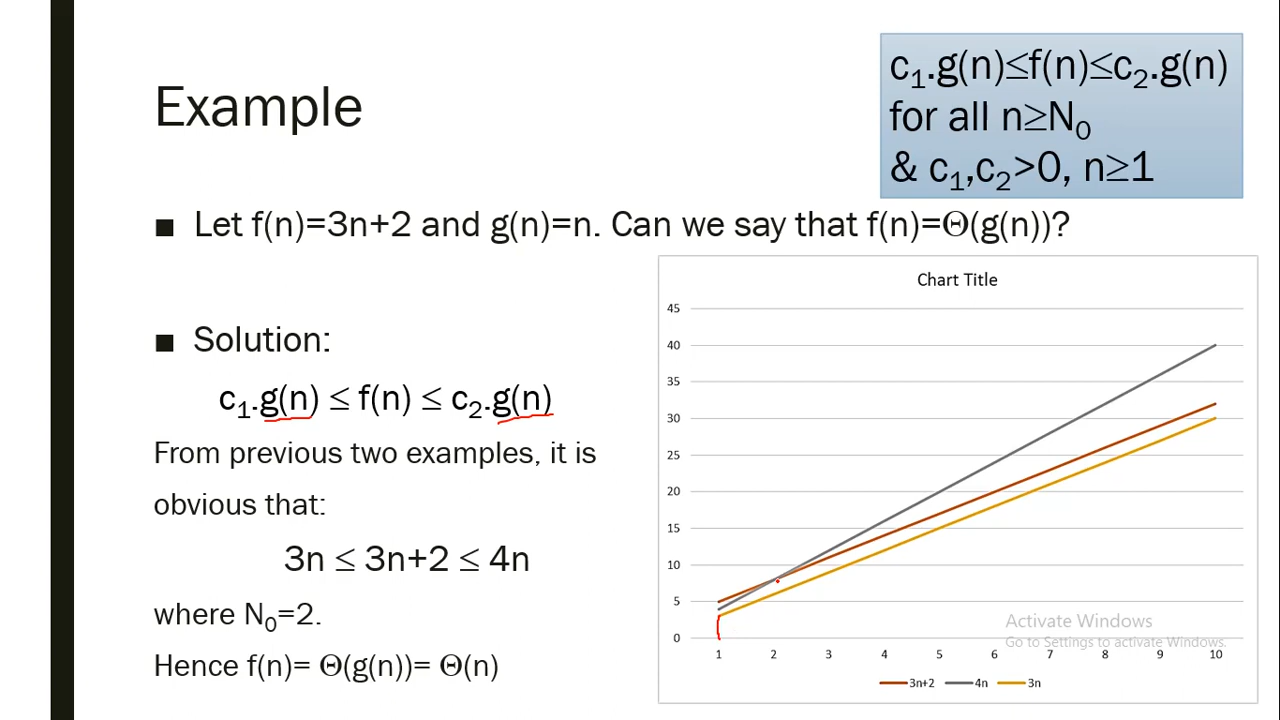 Example
c₁.g(n)≤f(n)≤c₂.g(n)
for all n≥N₀
& c₁,c₂>0, n≥1
■ Let f(n)=3n+2 and g(n)=n. Can we say that f(n)=Θ(g(n))?
■ Solution:
c₁.g(n) ≤ f(n) ≤ c₂.g(n)
From previous two examples, it is
obvious that:
3n ≤ 3n+2 ≤ 4n
where N₀=2.
Hence f(n)= Θ(g(n))= Θ(n)
Chart Title
45
40
35
30
25
20
15
10
5
0
1 2 3 4 5 6 7 8 9 10
3n+2 4n 3n
Activate Windows
Go to Settings to activate Windows.